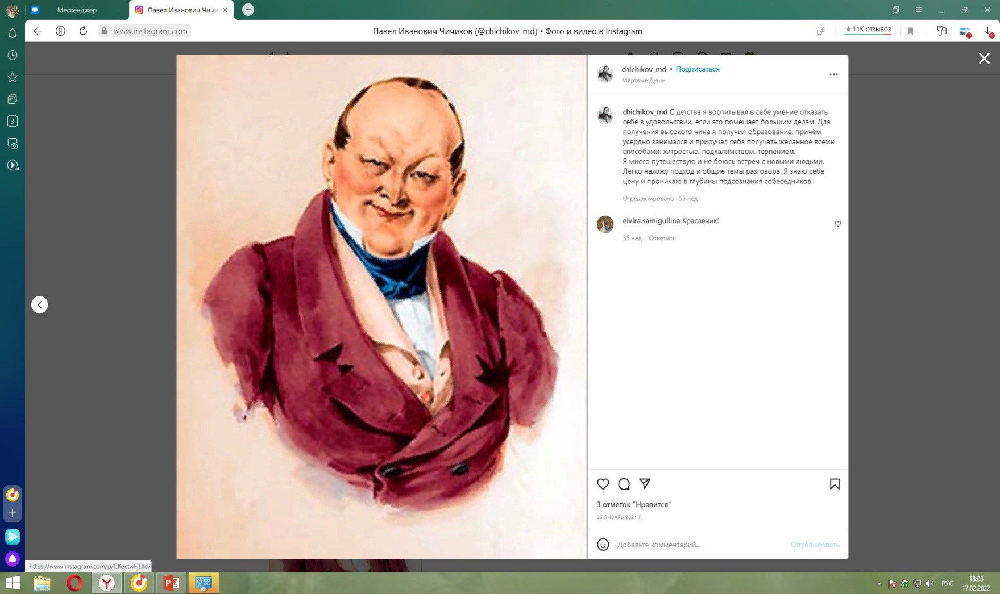 Мессенджер
Павел Иванович Чичи
www.instagram.com
Павел Иванович Чичиков (@chichikov_md) • Фото и видео в Instagram
★ 11K отзывов
3
chichikov_md • Подписаться
Мёртвые Души
chichikov_md С детства я воспитывал в себе умение отказать
себе в удовольствии, если это помешает большим делам. Для
получения высокого чина я получил образование, причём
усердно занимался и приручал себя получать желанное всеми
способами: хитростью, подхалимством, терпением.
Я много путешествую и не боюсь встреч с новыми людьми.
Легко нахожу подход и общие темы разговора. Я знаю себе
цену и проникаю в глубины подсознания собеседников.
Отредактировано · 55 нед.
elvira.samigullina Красавчик!
55 нед. Ответить
3 отметок "Нравится"
25 ЯНВАРЬ 2021 Г.
Добавьте комментарий...
Опубликовать
https://www.instagram.com/p/CKectwFjDId/
РУС
18:03
17.02.2022